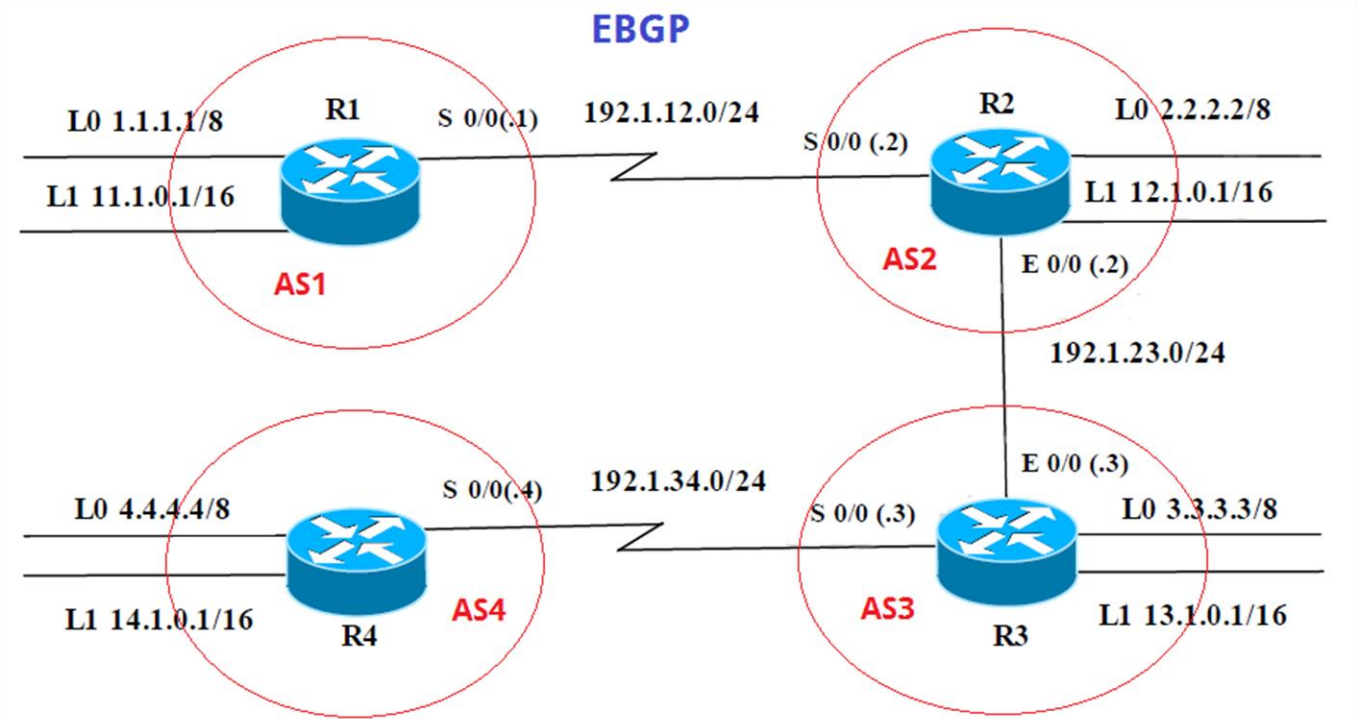 EBGP
L0 1.1.1.1/8
R1
S 0/0(.1)
192.1.12.0/24
R2
L0 2.2.2.2/8
S 0/0 (.2)
L1 11.1.0.1/16
L1 12.1.0.1/16
AS1
AS2
E 0/0 (.2)
192.1.23.0/24
L0 4.4.4.4/8
S 0/0(.4)
192.1.34.0/24
E 0/0 (.3)
S 0/0 (.3)
L0 3.3.3.3/8
L1 14.1.0.1/16
R4
AS4
AS3
R3
L1 13.1.0.1/16